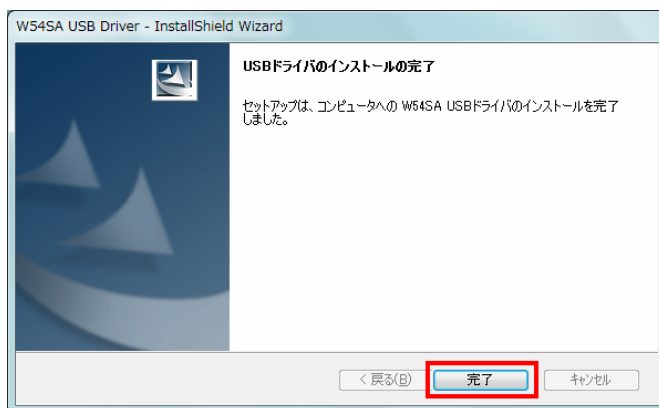 W54SA USB Driver - InstallShield Wizard
USBドライバのインストールの完了
セットアップは、コンピュータへの W54SA USBドライバのインストールを完了
しました。
< 戻る(B) 完了 キャンセル